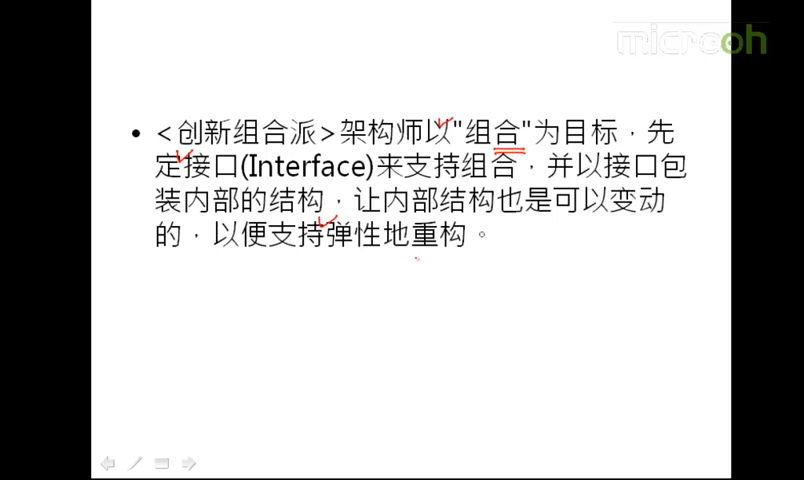 microoh
• <创新组合派>架构师以"组合"为目标，先
定接口(Interface)来支持组合，并以接口包
装内部的结构，让内部结构也是可以变动
的，以便支持弹性地重构。